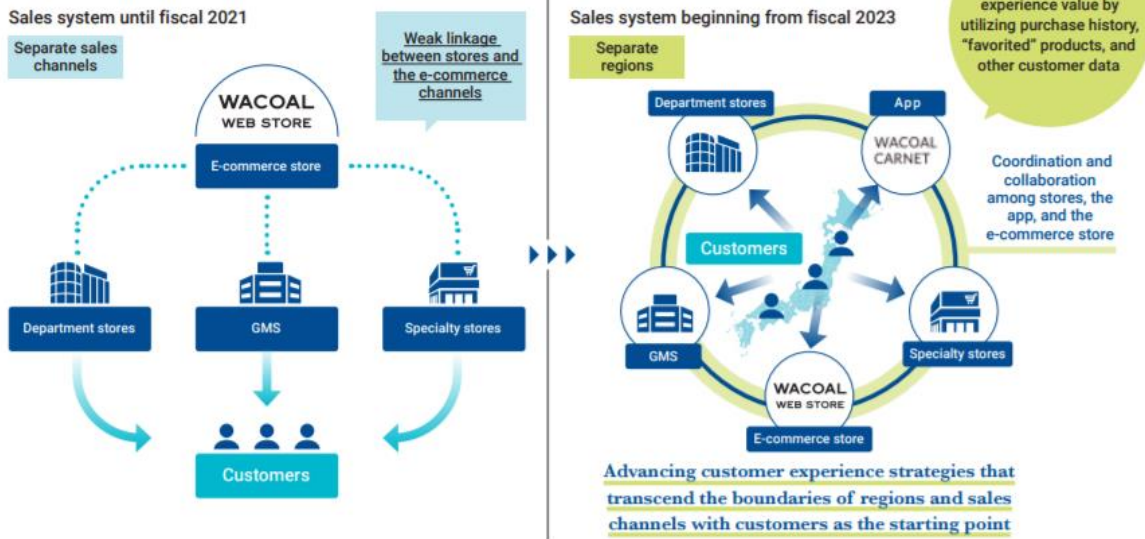 Sales system until fiscal 2021
Separate sales
channels
Weak linkage
between stores and
the e-commerce
channels
WACOAL
WEB STORE
E-commerce store
Department stores
GMS
Specialty stores
Customers
Sales system beginning from fiscal 2023
Separate
regions
experience value by
utilizing purchase history,
“favorited” products, and
other customer data
Department stores
App
WACOAL
CARNET
Coordination and
collaboration
among stores, the
app, and the
e-commerce store
Customers
GMS
Specialty stores
WACOAL
WEB STORE
E-commerce store
Advancing customer experience strategies that
transcend the boundaries of regions and sales
channels with customers as the starting point